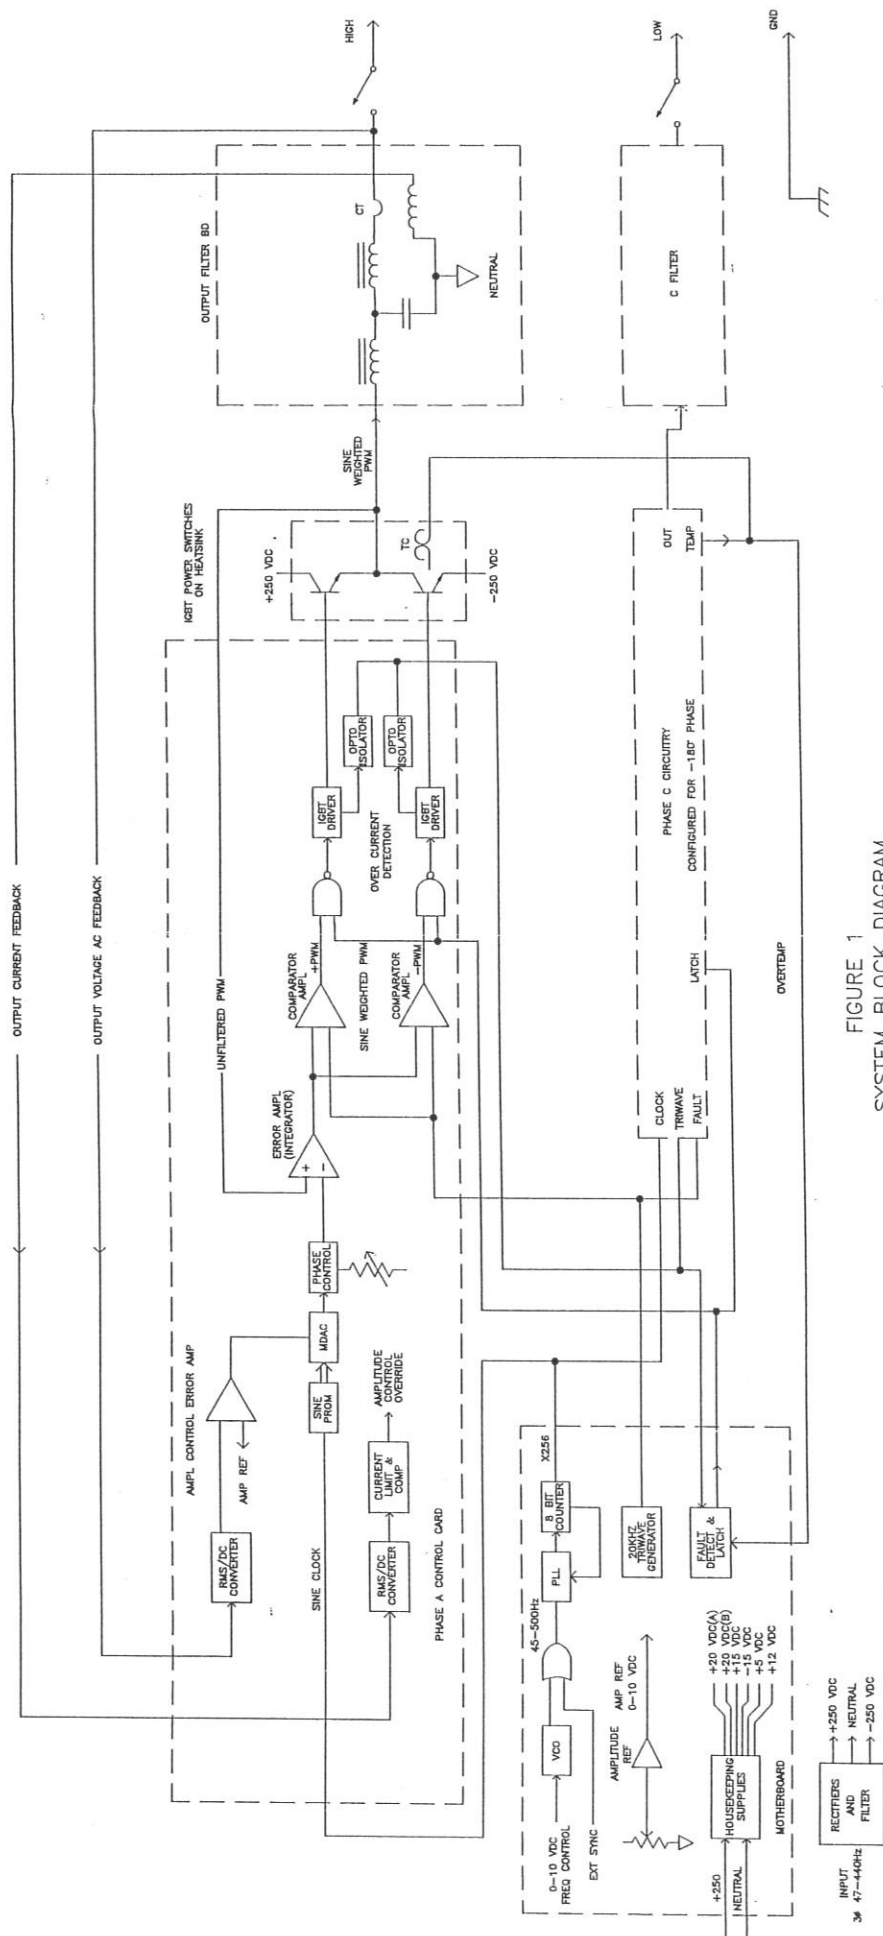 OUTPUT CURRENT FEEDBACK
OUTPUT VOLTAGE AC FEEDBACK
UNFILTERED PWM
AMPL CONTROL ERROR AMP
RMS/DC
CONVERTER
AMP REF
SINE CLOCK
RMS/DC
CONVERTER
CURRENT
LIMIT &
COMP
AMPLITUDE
CONTROL
OVERRIDE
SINE
PROM
MDAC
PHASE
CONTROL
PHASE A CONTROL CARD
ERROR AMPL
(INTEGRATOR)
+
−
COMPARATOR
AMPL
+PWM
SINE WEIGHTED PWM
COMPARATOR
AMPL
−PWM
IGBT
DRIVER
OVER CURRENT
DETECTION
IGBT
DRIVER
OPTO
ISOLATOR
OPTO
ISOLATOR
IGBT POWER SWITCHES
ON HEATSINK
+250 VDC
TC
−250 VDC
SINE
WEIGHTED
PWM
OUTPUT FILTER BD
CT
NEUTRAL
HIGH
LOW
GND
C FILTER
0−10 VDC
FREQ CONTROL
EXT SYNC
VCO
45−500Hz
PLL
8 BIT
COUNTER
X256
AMPLITUDE
REF
AMP REF
0−10 VDC
20KHZ
TRIWAVE
GENERATOR
FAULT
DETECT &
LATCH
+250
NEUTRAL
HOUSEKEEPING
SUPPLIES
+20 VDC(A)
+20 VDC(B)
+15 VDC
−15 VDC
+5 VDC
+12 VDC
MOTHERBOARD
INPUT
3ø 47−440Hz
RECTIFIERS
AND
FILTER
+250 VDC
NEUTRAL
−250 VDC
CLOCK
TRIWAVE
FAULT
LATCH
PHASE C CIRCUITRY
CONFIGURED FOR −180° PHASE
OUT
TEMP
OVERTEMP
FIGURE 1
SYSTEM BLOCK DIAGRAM